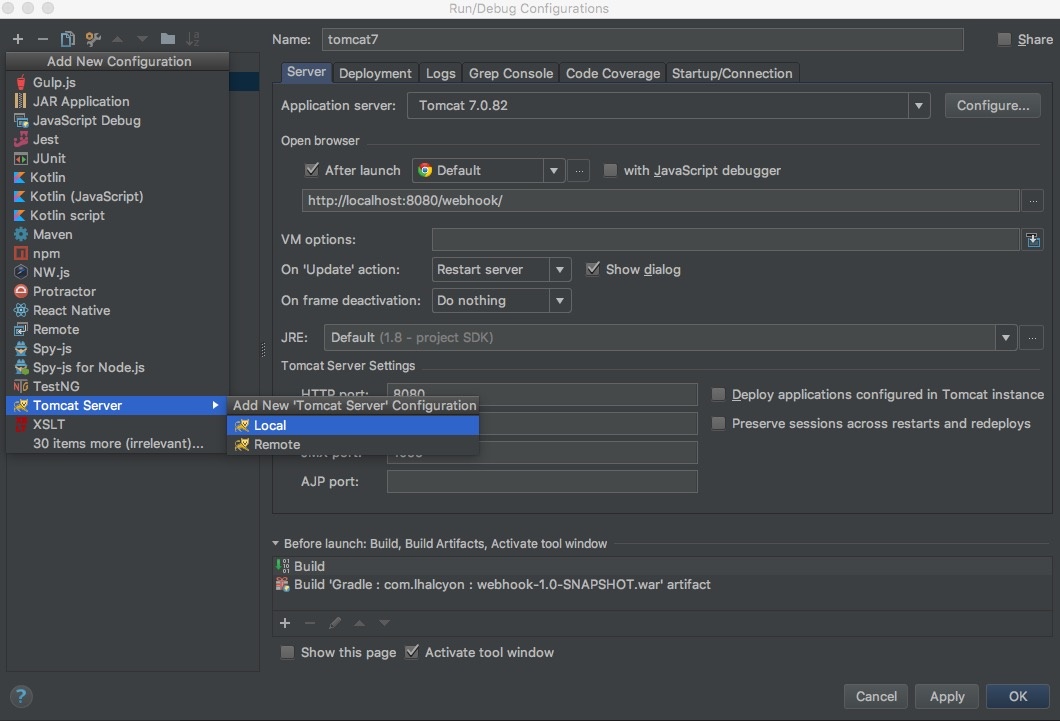 Run/Debug Configurations
Name: tomcat7 Share
Add New Configuration
Gulp.js
JAR Application
JavaScript Debug
Jest
JUnit
Kotlin
Kotlin (JavaScript)
Kotlin script
Maven
npm
NW.js
Protractor
React Native
Remote
Spy-js
Spy-js for Node.js
TestNG
Tomcat Server
XSLT
30 items more (irrelevant)...
Add New 'Tomcat Server' Configuration
Local
Remote
Server Deployment Logs Grep Console Code Coverage Startup/Connection
Application server: Tomcat 7.0.82 Configure...
Open browser
After launch Default ... with JavaScript debugger
http://localhost:8080/webhook/ ...
VM options:
On 'Update' action: Restart server Show dialog
On frame deactivation: Do nothing
JRE: Default (1.8 - project SDK) ...
Tomcat Server Settings
HTTP port: 8080 Deploy applications configured in Tomcat instance
Preserve sessions across restarts and redeploys
JMX port: 1099
AJP port:
Before launch: Build, Build Artifacts, Activate tool window
Build
Build 'Gradle : com.lhalcyon : webhook-1.0-SNAPSHOT.war' artifact
Show this page Activate tool window
? Cancel Apply OK